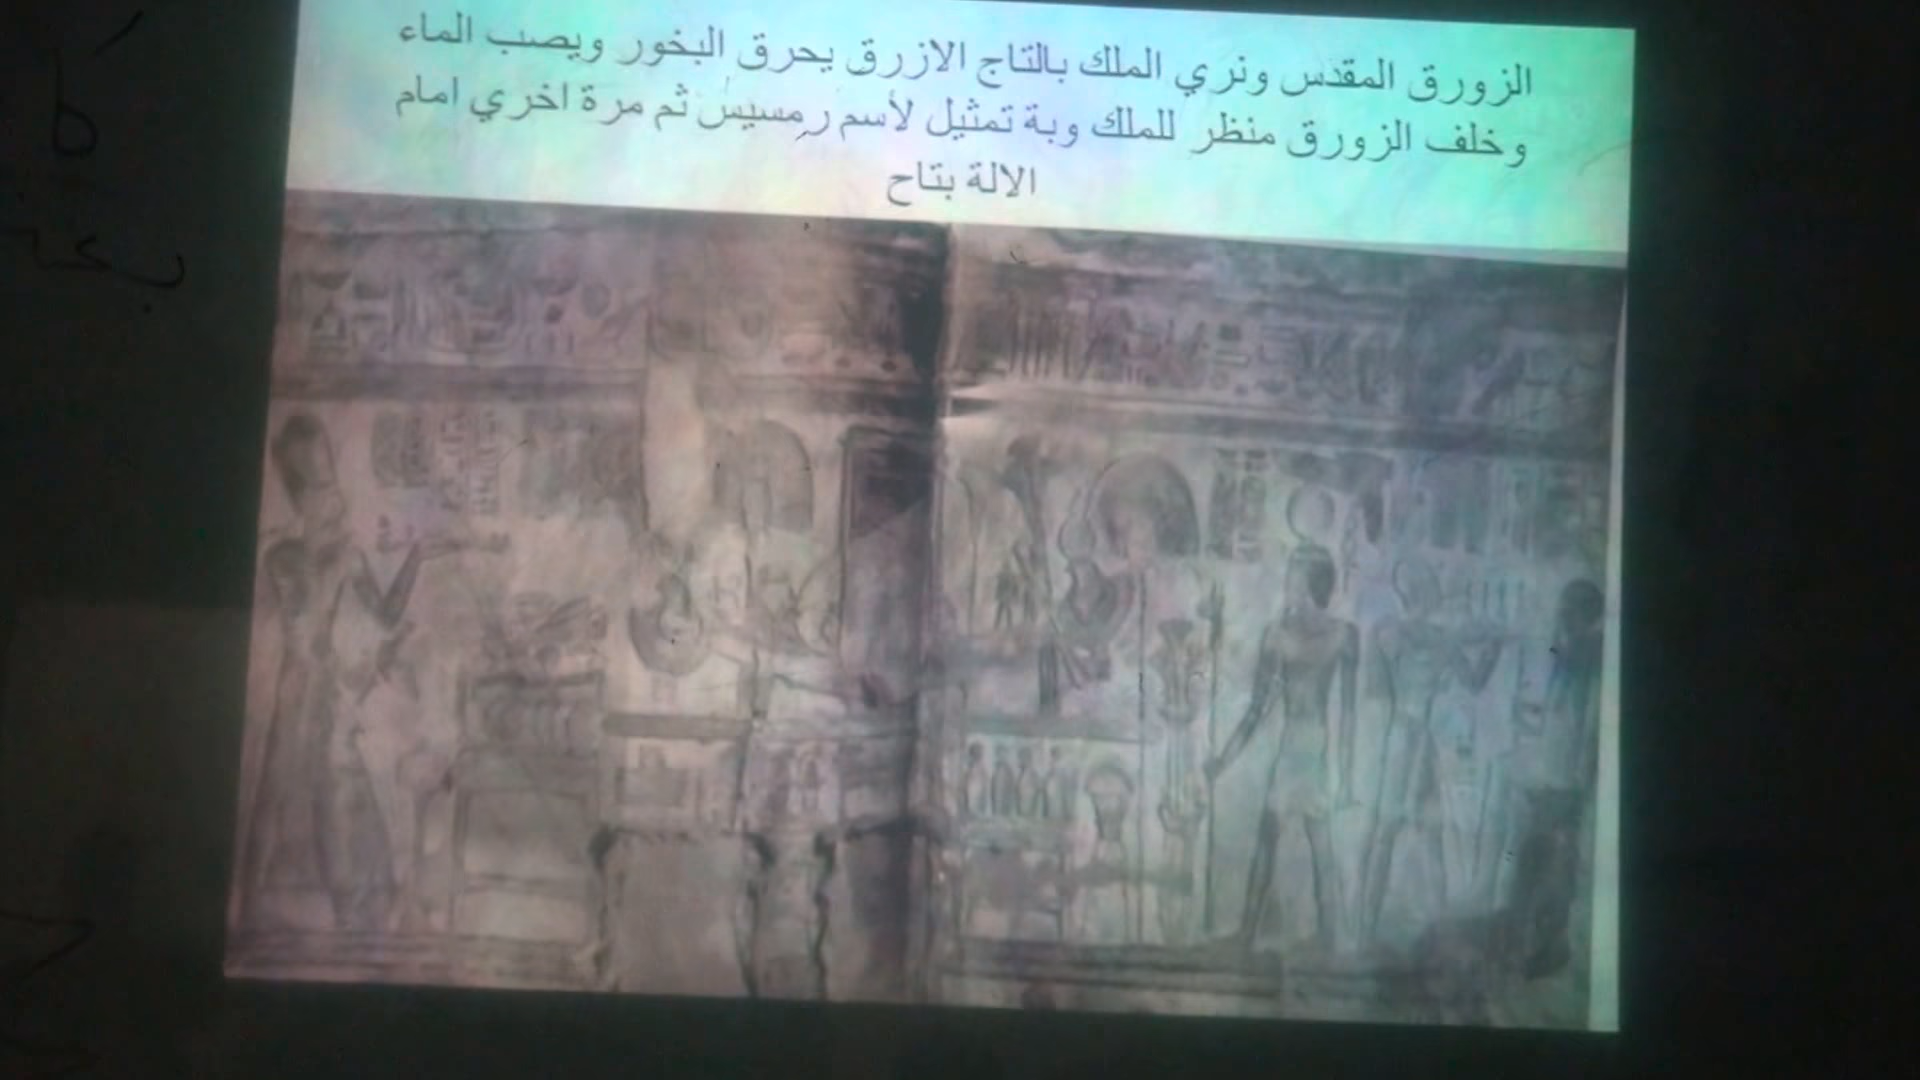 الزورق المقدس ونري الملك بالتاج الازرق يحرق البخور ويصب الماء
وخلف الزورق منظر للملك وبة تمثيل لأسم رمسيس ثم مرة اخري امام
الالة بتاح